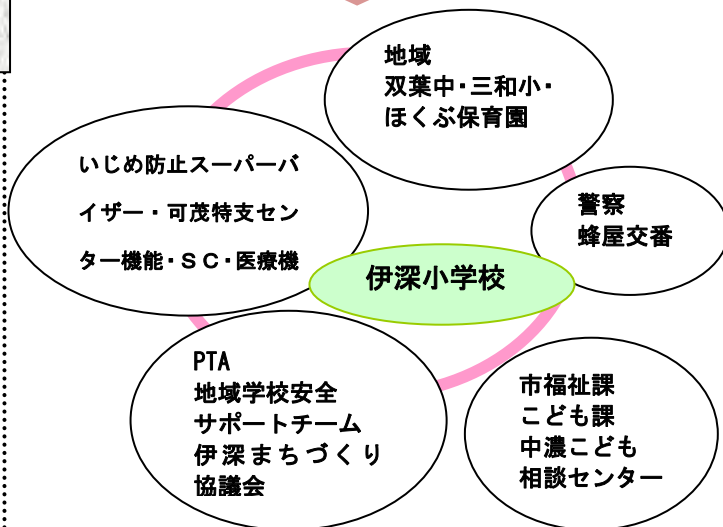 地域
双葉中・三和小・
ほくぶ保育園
いじめ防止スーパーバ
イザー・可茂特支セン
ター機能・ＳＣ・医療機
警察
蜂屋交番
伊深小学校
PTA
地域学校安全
サポートチーム
伊深まちづくり
協議会
市福祉課
こども課
中濃こども
相談センター